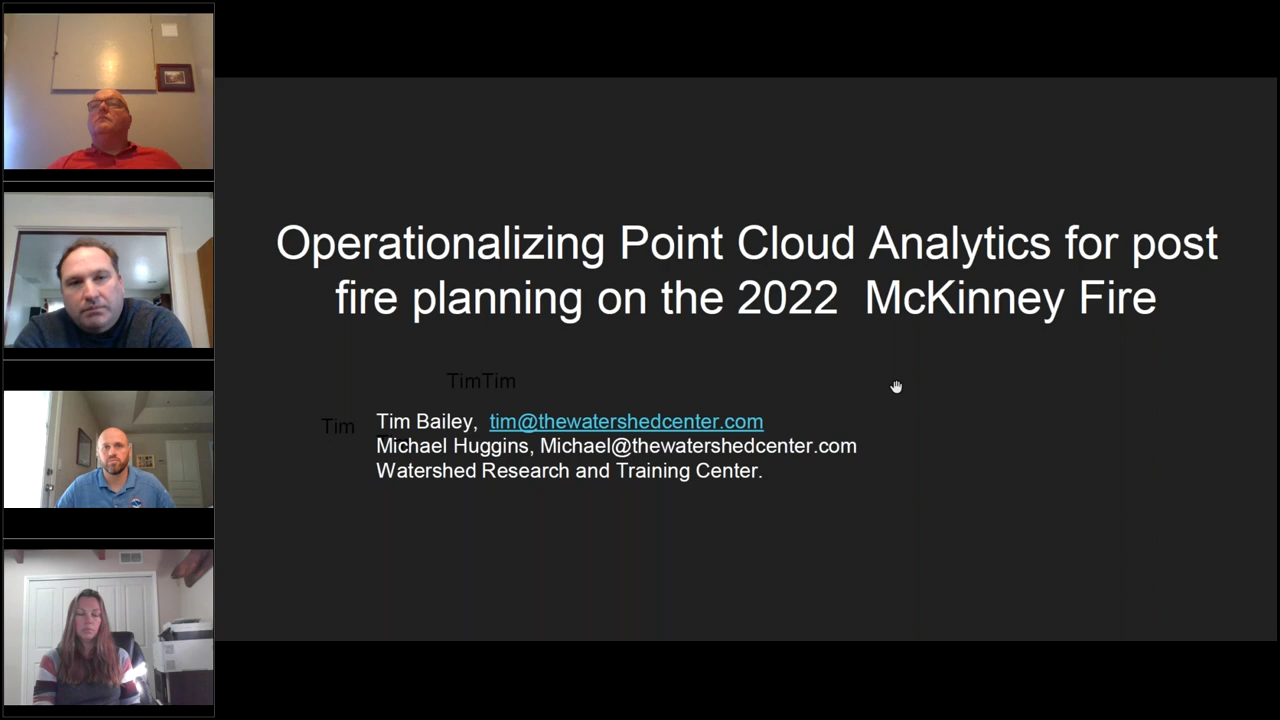 Operationalizing Point Cloud Analytics for post
fire planning on the 2022 McKinney Fire
TimTim
Tim
Tim Bailey, tim@thewatershedcenter.com
Michael Huggins, Michael@thewatershedcenter.com
Watershed Research and Training Center.